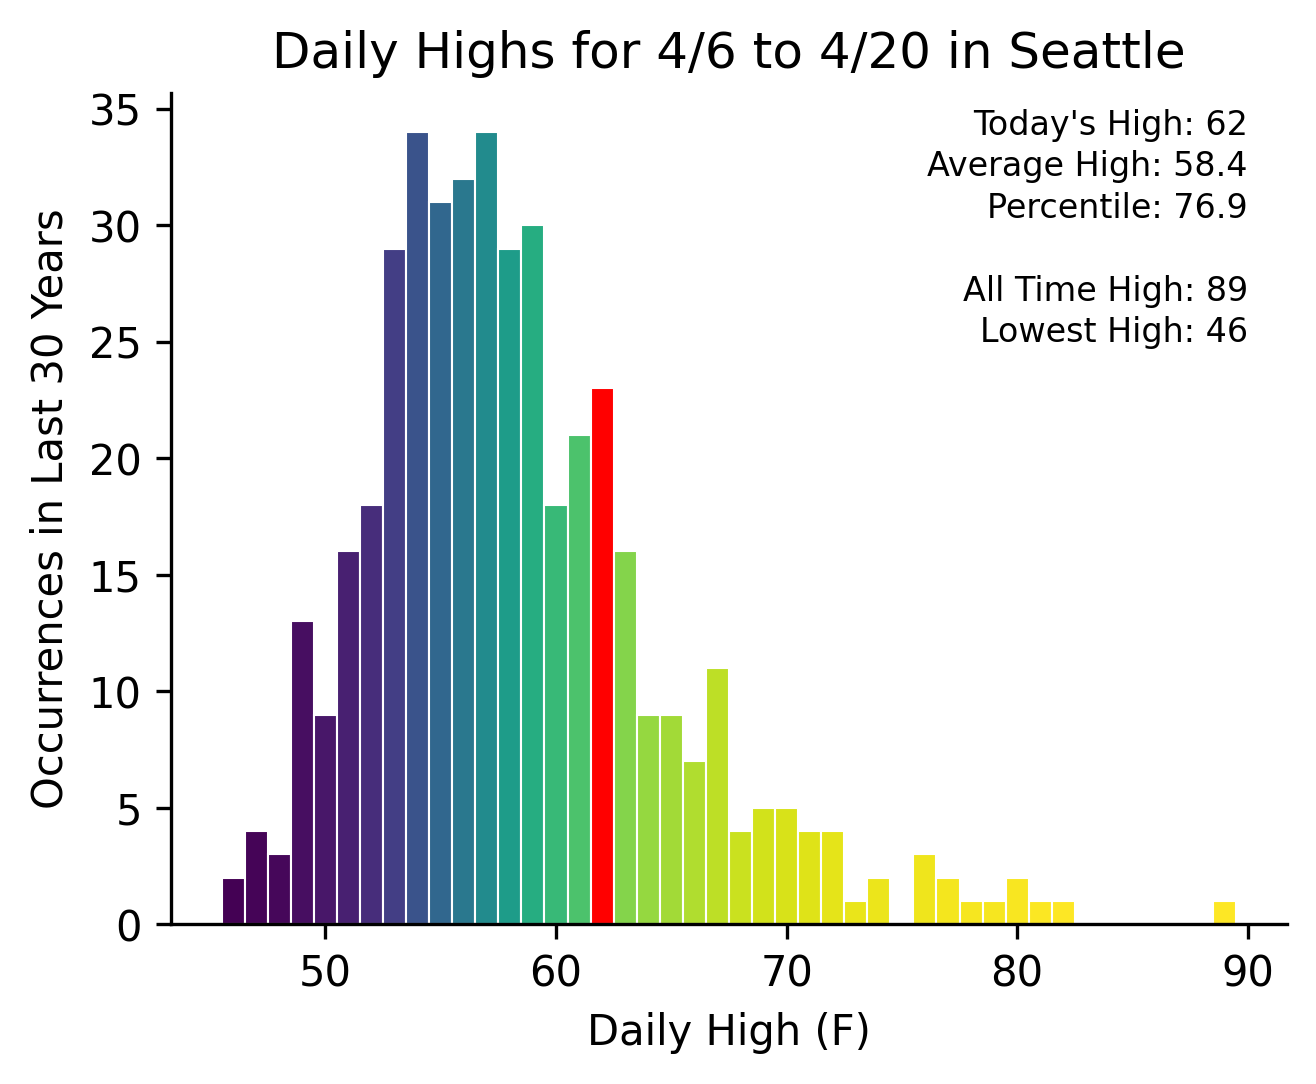 Daily Highs for 4/6 to 4/20 in Seattle
Today's High: 62
Average High: 58.4
Percentile: 76.9
All Time High: 89
Lowest High: 46
Occurrences in Last 30 Years
35
30
25
20
15
10
5
0
50 60 70 80 90
Daily High (F)